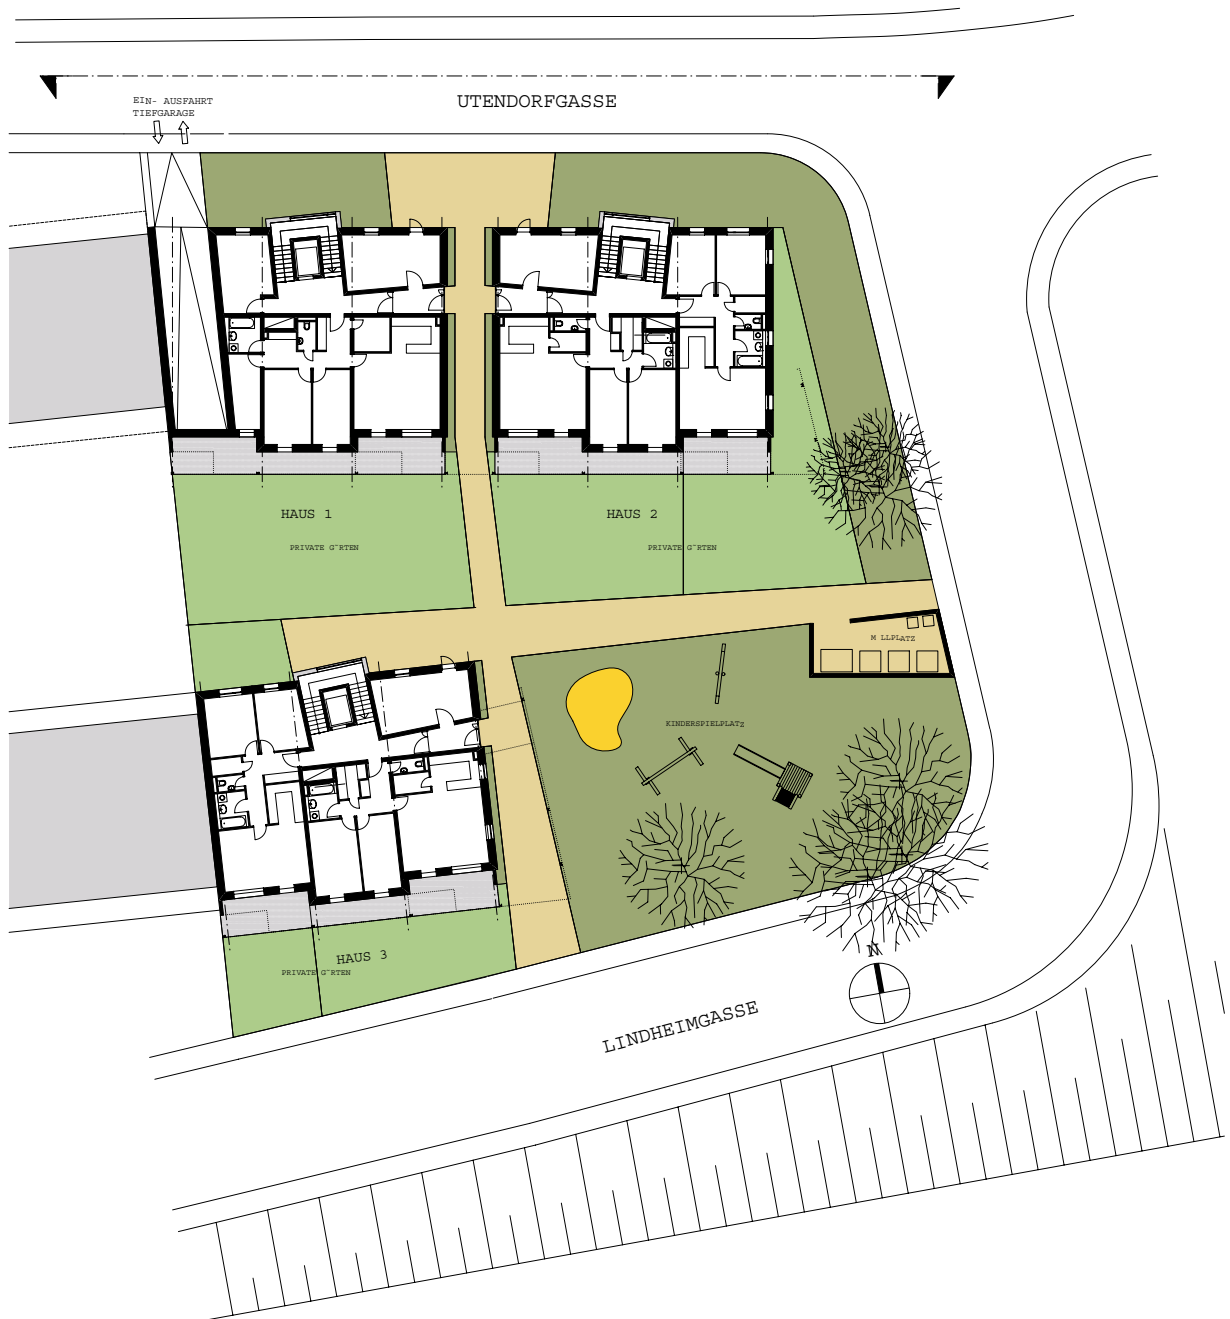 EIN- AUSFAHRT
TIEFGARAGE
UTENDORFGASSE
HAUS 1
HAUS 2
PRIVATE G¨RTEN
PRIVATE G¨RTEN
M LLPLATZ
KINDERSPIELPLATZ
HAUS 3
PRIVATE G¨RTEN
N
LINDHEIMGASSE